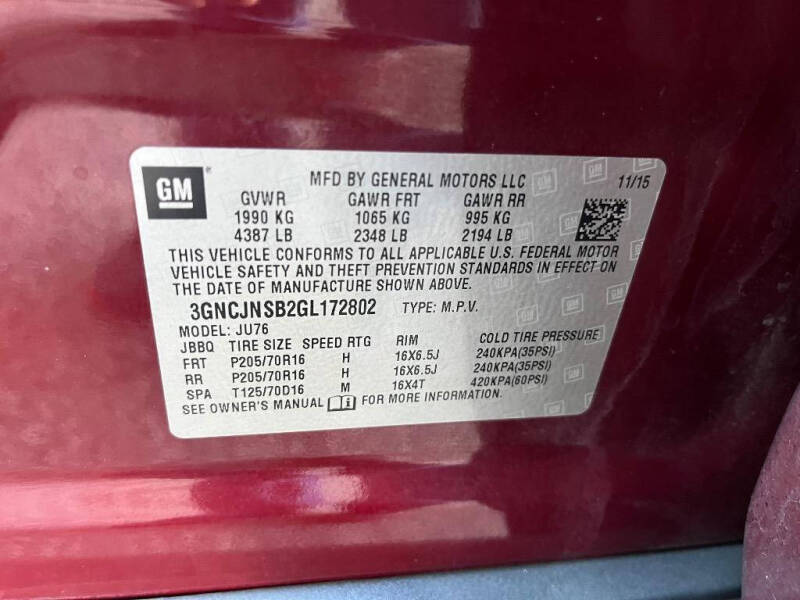 GM
MFD BY GENERAL MOTORS LLC 11/15
GVWR GAWR FRT GAWR RR
1990 KG 1065 KG 995 KG
4387 LB 2348 LB 2194 LB
THIS VEHICLE CONFORMS TO ALL APPLICABLE U.S. FEDERAL MOTOR
VEHICLE SAFETY AND THEFT PREVENTION STANDARDS IN EFFECT ON
THE DATE OF MANUFACTURE SHOWN ABOVE.
3GNCJNSB2GL172802 TYPE: M.P.V.
MODEL: JU76
JBBQ TIRE SIZE SPEED RTG RIM COLD TIRE PRESSURE
FRT P205/70R16 H 16X6.5J 240KPA(35PSI)
RR P205/70R16 H 16X6.5J 240KPA(35PSI)
SPA T125/70D16 M 16X4T 420KPA(60PSI)
SEE OWNER'S MANUAL FOR MORE INFORMATION.